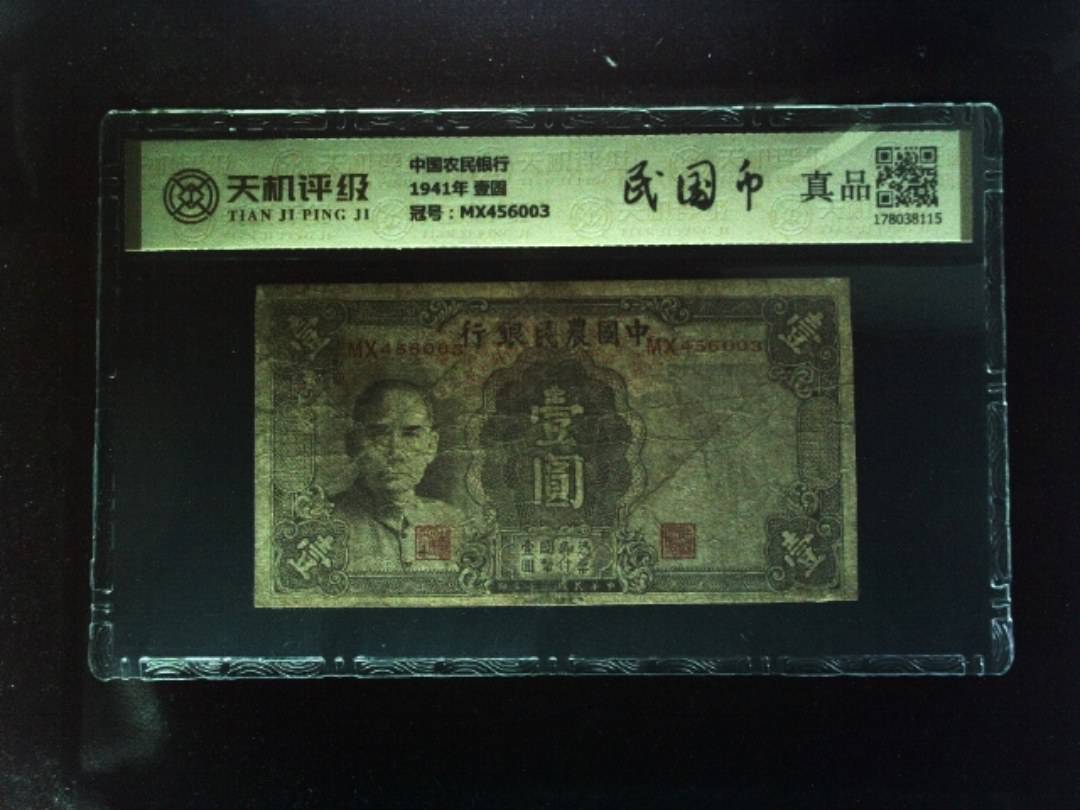 天机评级
TIAN JI PING JI
中国农民银行
1941年 壹圆
冠号：MX456003
民国币
真品
178038115
行銀民農國中
MX456003
MX456003
壹
壹
壹
圓
壹
壹